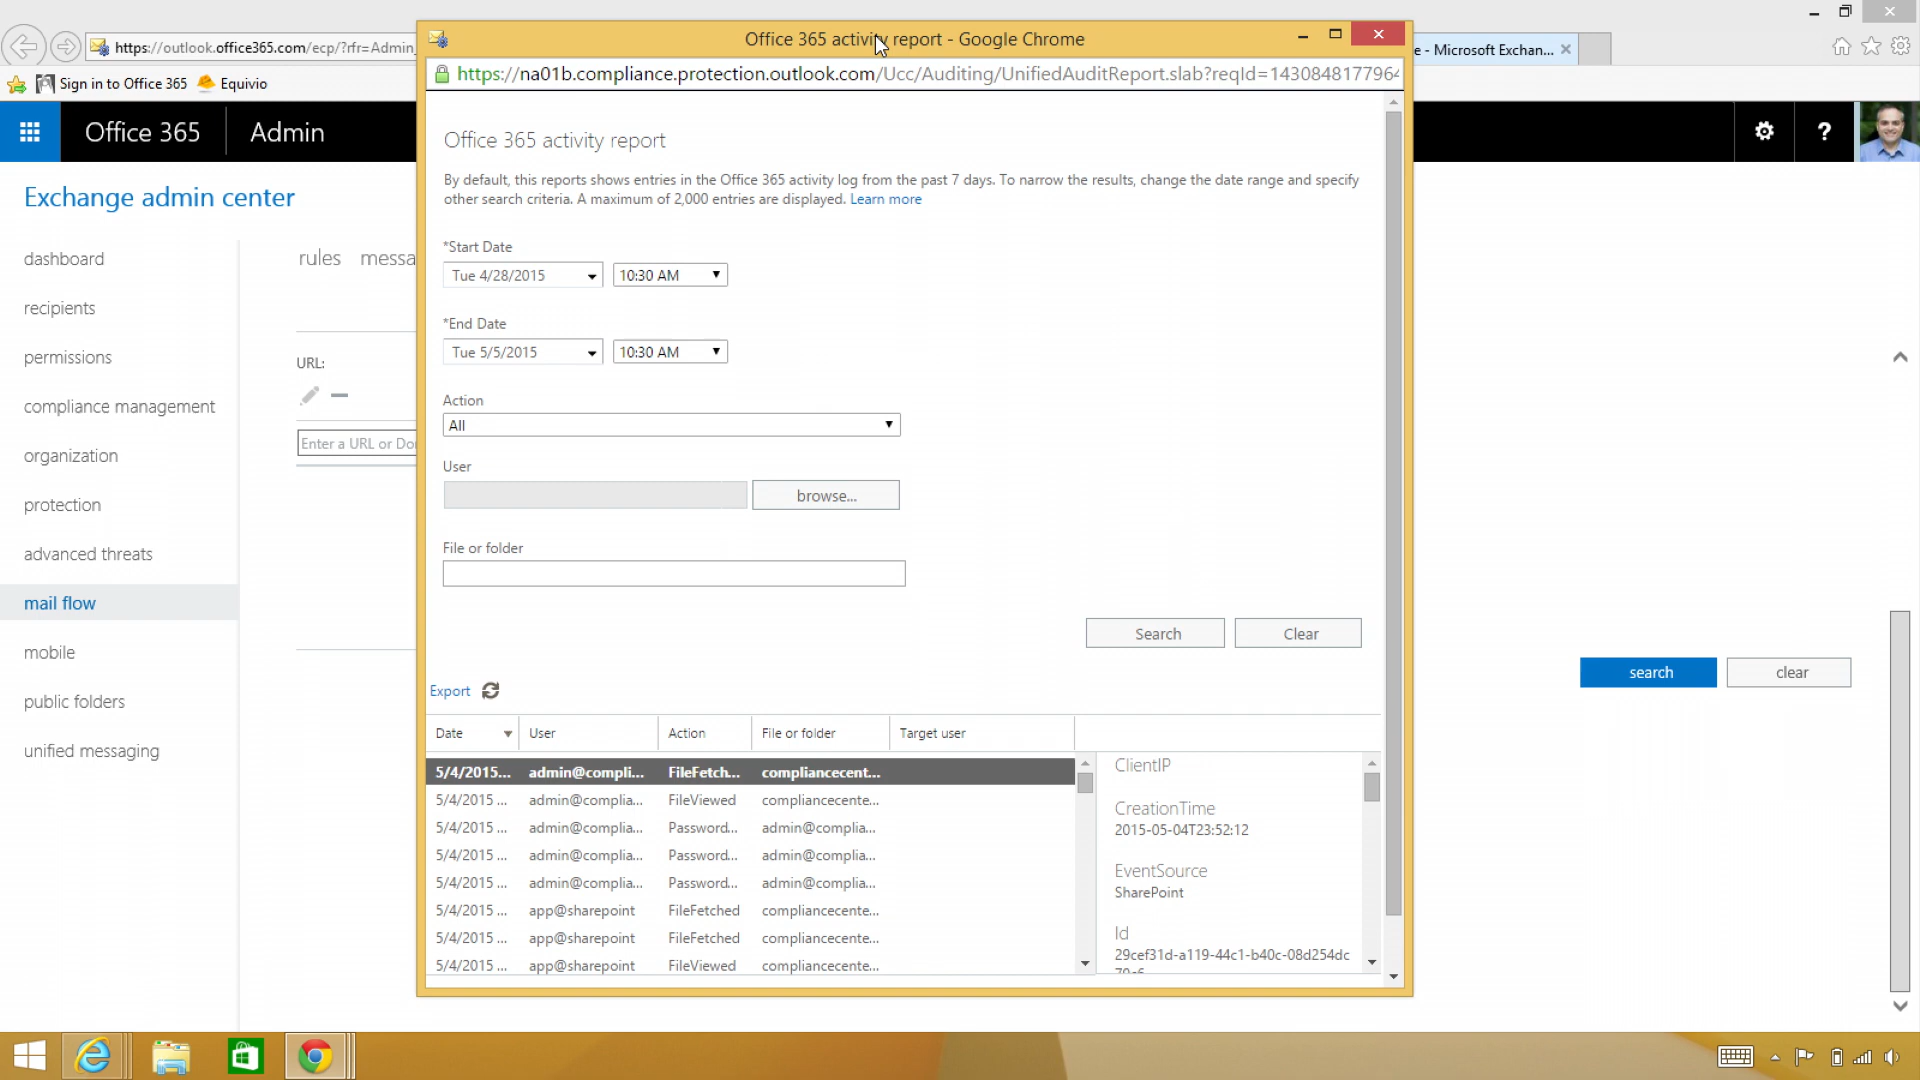 https://outlook.office365.com/ecp/?rfr=Admin_
Office 365 activity report - Google Chrome
e - Microsoft Exchan...
https://na01b.compliance.protection.outlook.com/Ucc/Auditing/UnifiedAuditReport.slab?reqId=1430848177964
Sign in to Office 365
Equivio
Office 365
Admin
?
Exchange admin center
dashboard
recipients
permissions
compliance management
organization
protection
advanced threats
mail flow
mobile
public folders
unified messaging
rules messa
URL:
Enter a URL or Do
Office 365 activity report
By default, this reports shows entries in the Office 365 activity log from the past 7 days. To narrow the results, change the date range and specify
other search criteria. A maximum of 2,000 entries are displayed. Learn more
*Start Date
Tue 4/28/2015 10:30 AM
*End Date
Tue 5/5/2015 10:30 AM
Action
All
User
browse...
File or folder
Search Clear
search clear
Export
Date User Action File or folder Target user
5/4/2015... admin@compli... FileFetch... compliancecent...
5/4/2015 ... admin@complia... FileViewed compliancecente...
5/4/2015 ... admin@complia... Password... admin@complia...
5/4/2015 ... admin@complia... Password... admin@complia...
5/4/2015 ... admin@complia... Password... admin@complia...
5/4/2015 ... app@sharepoint FileFetched compliancecente...
5/4/2015 ... app@sharepoint FileFetched compliancecente...
5/4/2015 ... app@sharepoint FileViewed compliancecente...
ClientIP
CreationTime
2015-05-04T23:52:12
EventSource
SharePoint
Id
29cef31d-a119-44c1-b40c-08d254dc